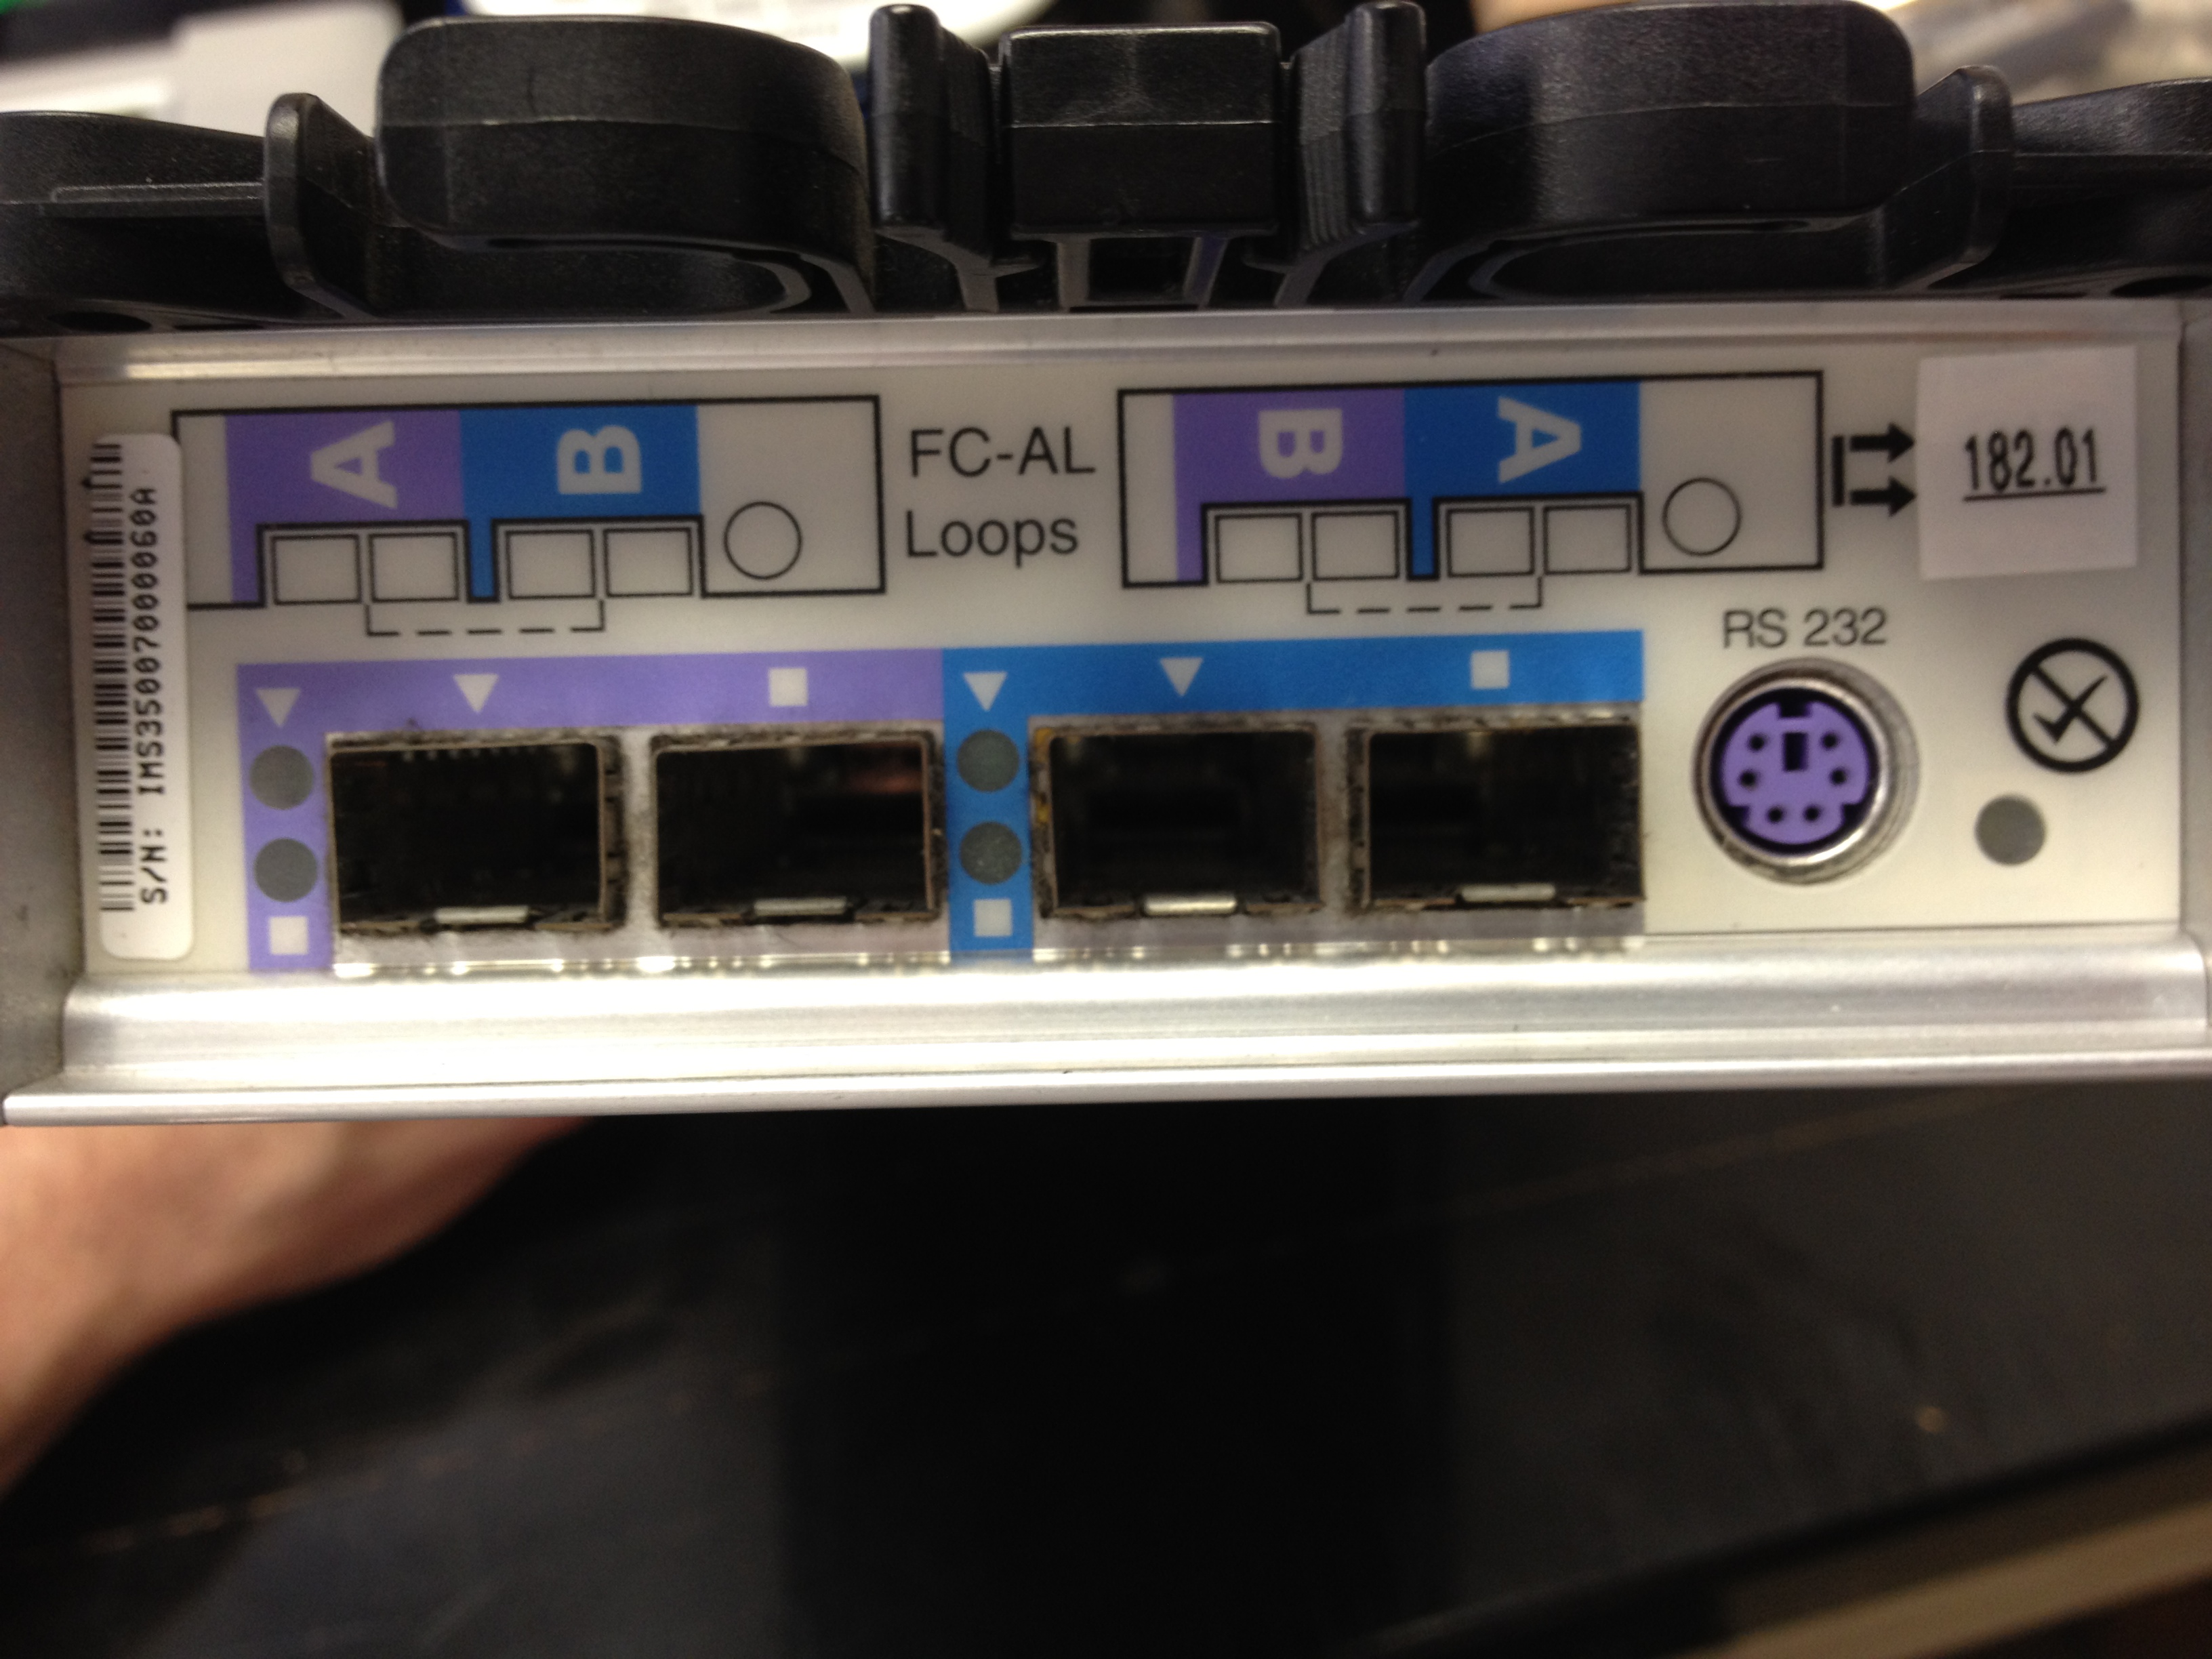 A B
FC-AL
Loops
B A
182.01
RS 232
S/N: IMS350070000060A